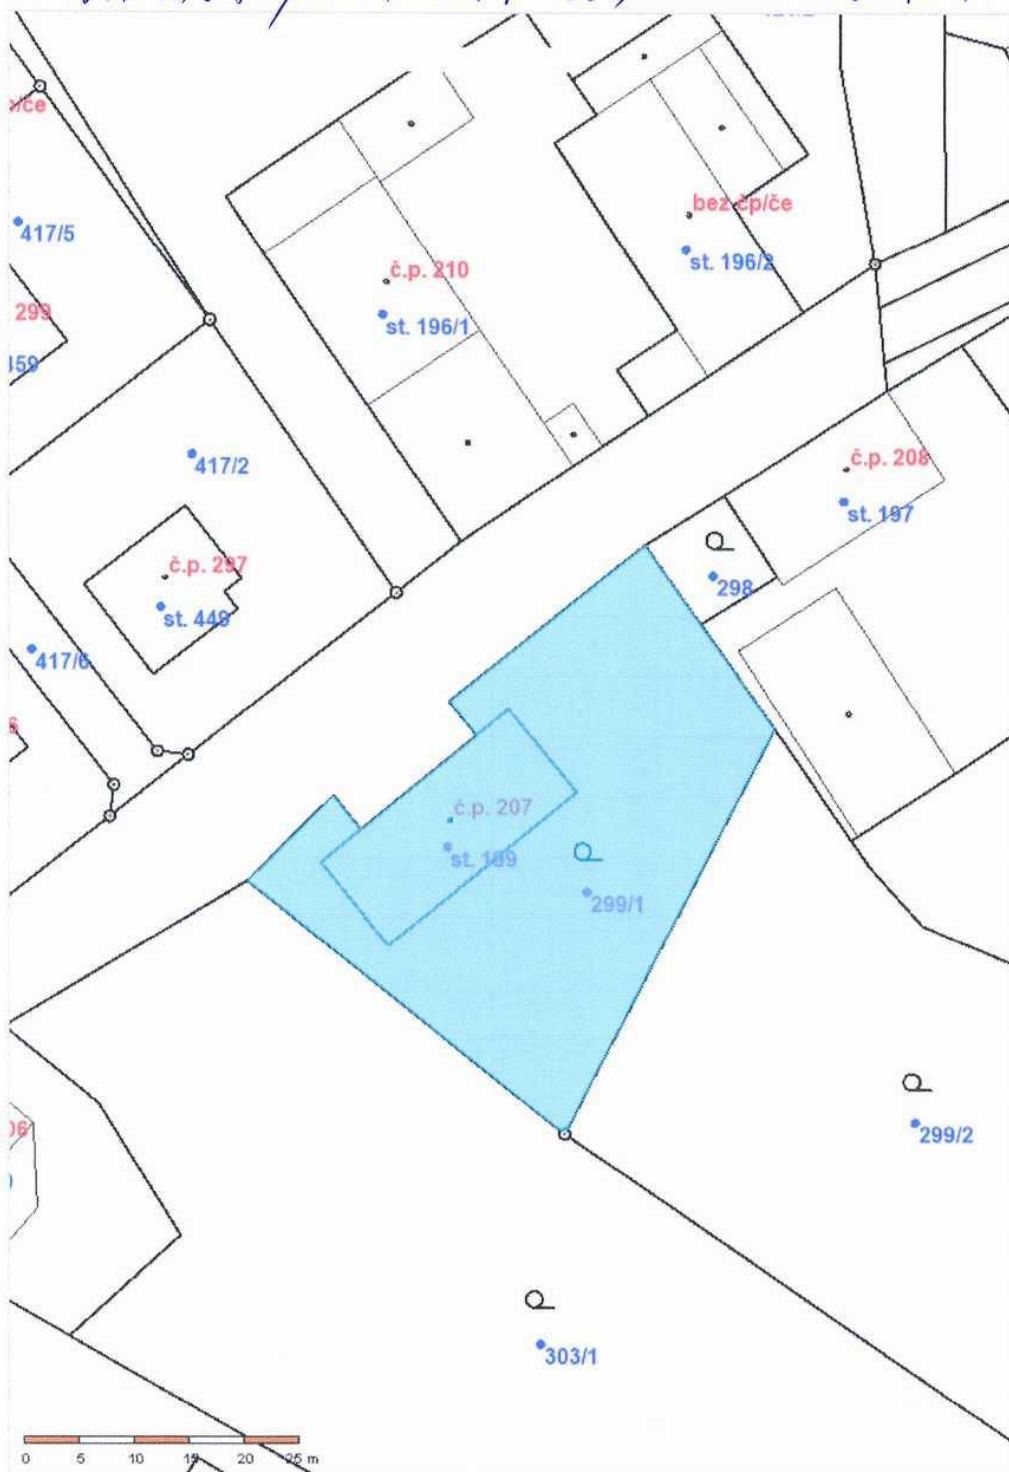 417/5
299
č.p. 210
st. 196/1
bez čp/če
st. 196/2
417/2
č.p. 208
st. 197
č.p. 297
st. 449
298
417/6
č.p. 207
st. 199
299/1
299/2
303/1
0 5 10 15 20 25 m